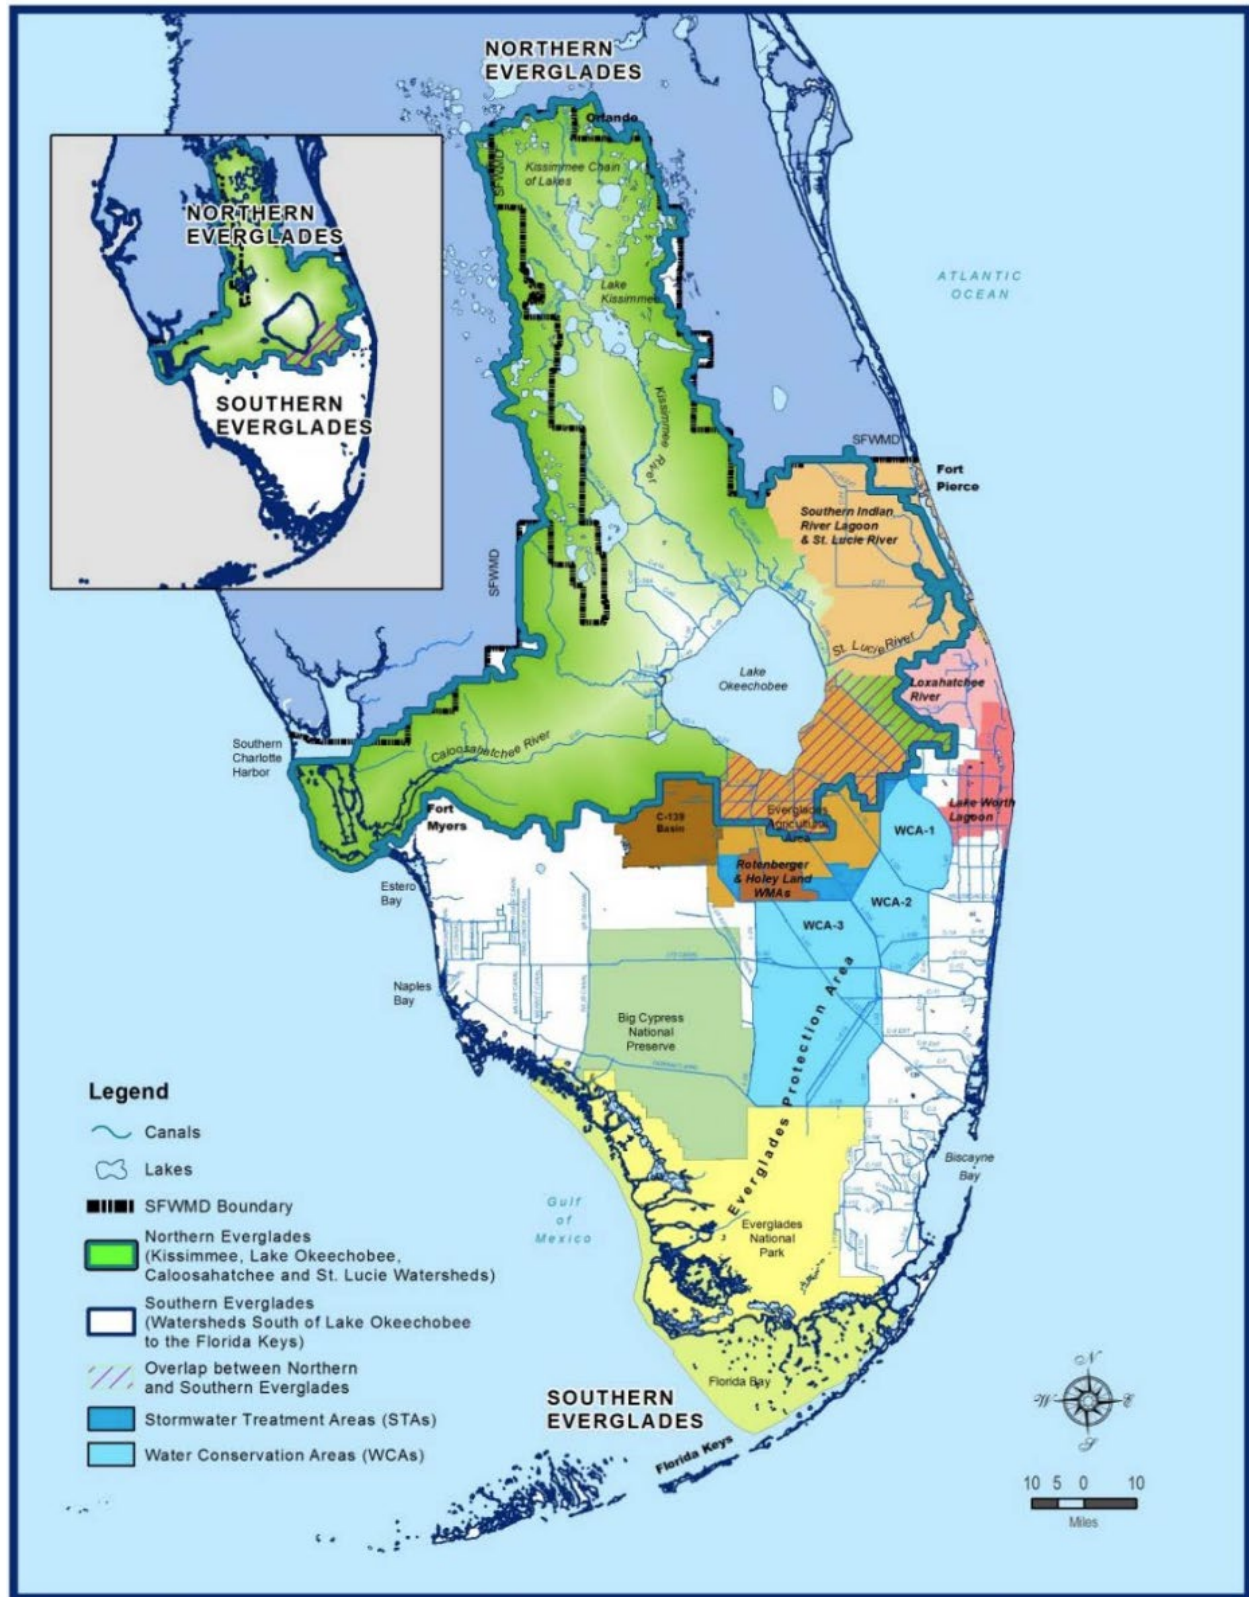 NORTHERN
EVERGLADES
Orlando
SFWMD
Kissimmee Chain
of Lakes
NORTHERN
EVERGLADES
SOUTHERN
EVERGLADES
Lake
Kissimmee
ATLANTIC
OCEAN
Kissimmee River
SFWMD
Fort
Pierce
Southern Indian
River Lagoon
& St. Lucie River
SFWMD
St. Lucie River
Lake
Okeechobee
Loxahatchee
River
Southern
Charlotte
Harbor
Caloosahatchee River
Fort
Myers
C-139
Basin
Everglades
Agricultural
Area
Lake Worth
Lagoon
WCA-1
Rotenberger
& Holey Land
WMAs
WCA-2
WCA-3
Estero
Bay
Naples
Bay
Big Cypress
National
Preserve
Everglades Protection Area
Biscayne
Bay
Gulf
of
Mexico
Everglades
National
Park
Florida Bay
SOUTHERN
EVERGLADES
Florida Keys
Legend
Canals
Lakes
SFWMD Boundary
Northern Everglades
(Kissimmee, Lake Okeechobee,
Caloosahatchee and St. Lucie Watersheds)
Southern Everglades
(Watersheds South of Lake Okeechobee
to the Florida Keys)
Overlap between Northern
and Southern Everglades
Stormwater Treatment Areas (STAs)
Water Conservation Areas (WCAs)
N
W
E
S
10 5 0 10
Miles